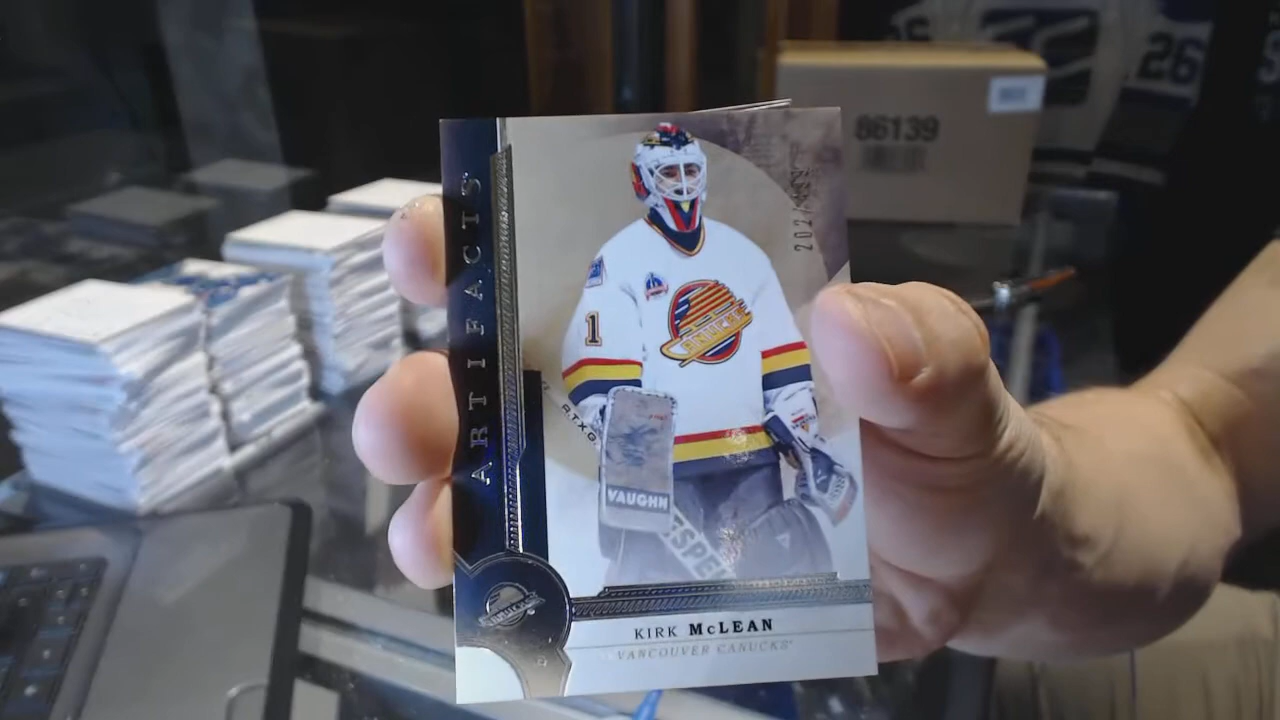 26
86139
ARTIFACTS
1
CANUCKS
VAUGHN
KIRK McLEAN
VANCOUVER CANUCKS